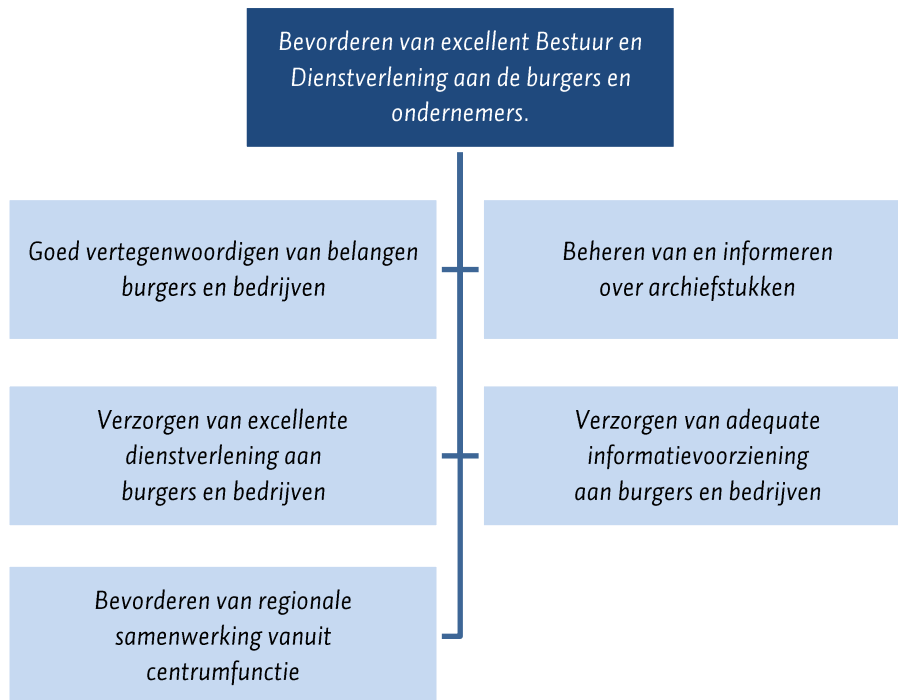 Bevorderen van excellent Bestuur en
Dienstverlening aan de burgers en
ondernemers.
Goed vertegenwoordigen van belangen
burgers en bedrijven
Beheren van en informeren
over archiefstukken
Verzorgen van excellente
dienstverlening aan
burgers en bedrijven
Verzorgen van adequate
informatievoorziening
aan burgers en bedrijven
Bevorderen van regionale
samenwerking vanuit
centrumfunctie